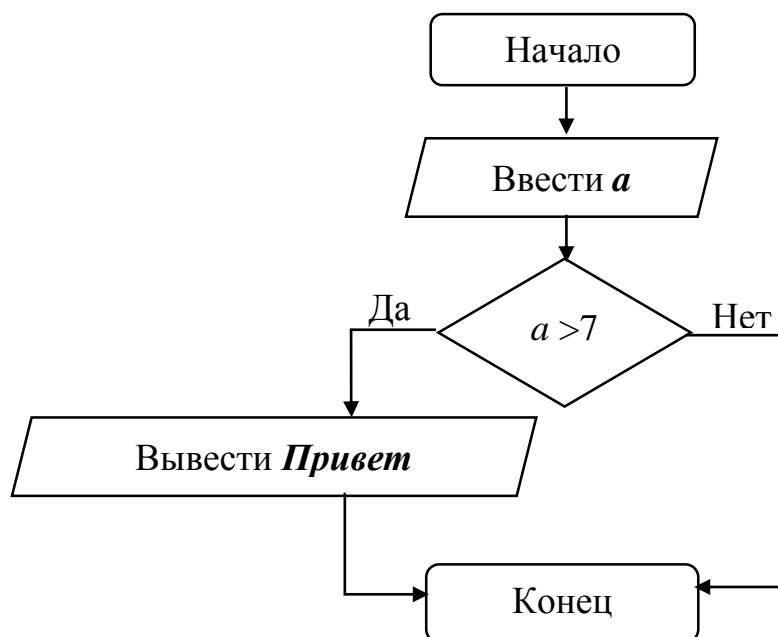 Начало
Ввести a
Да
a >7
Нет
Вывести Привет
Конец